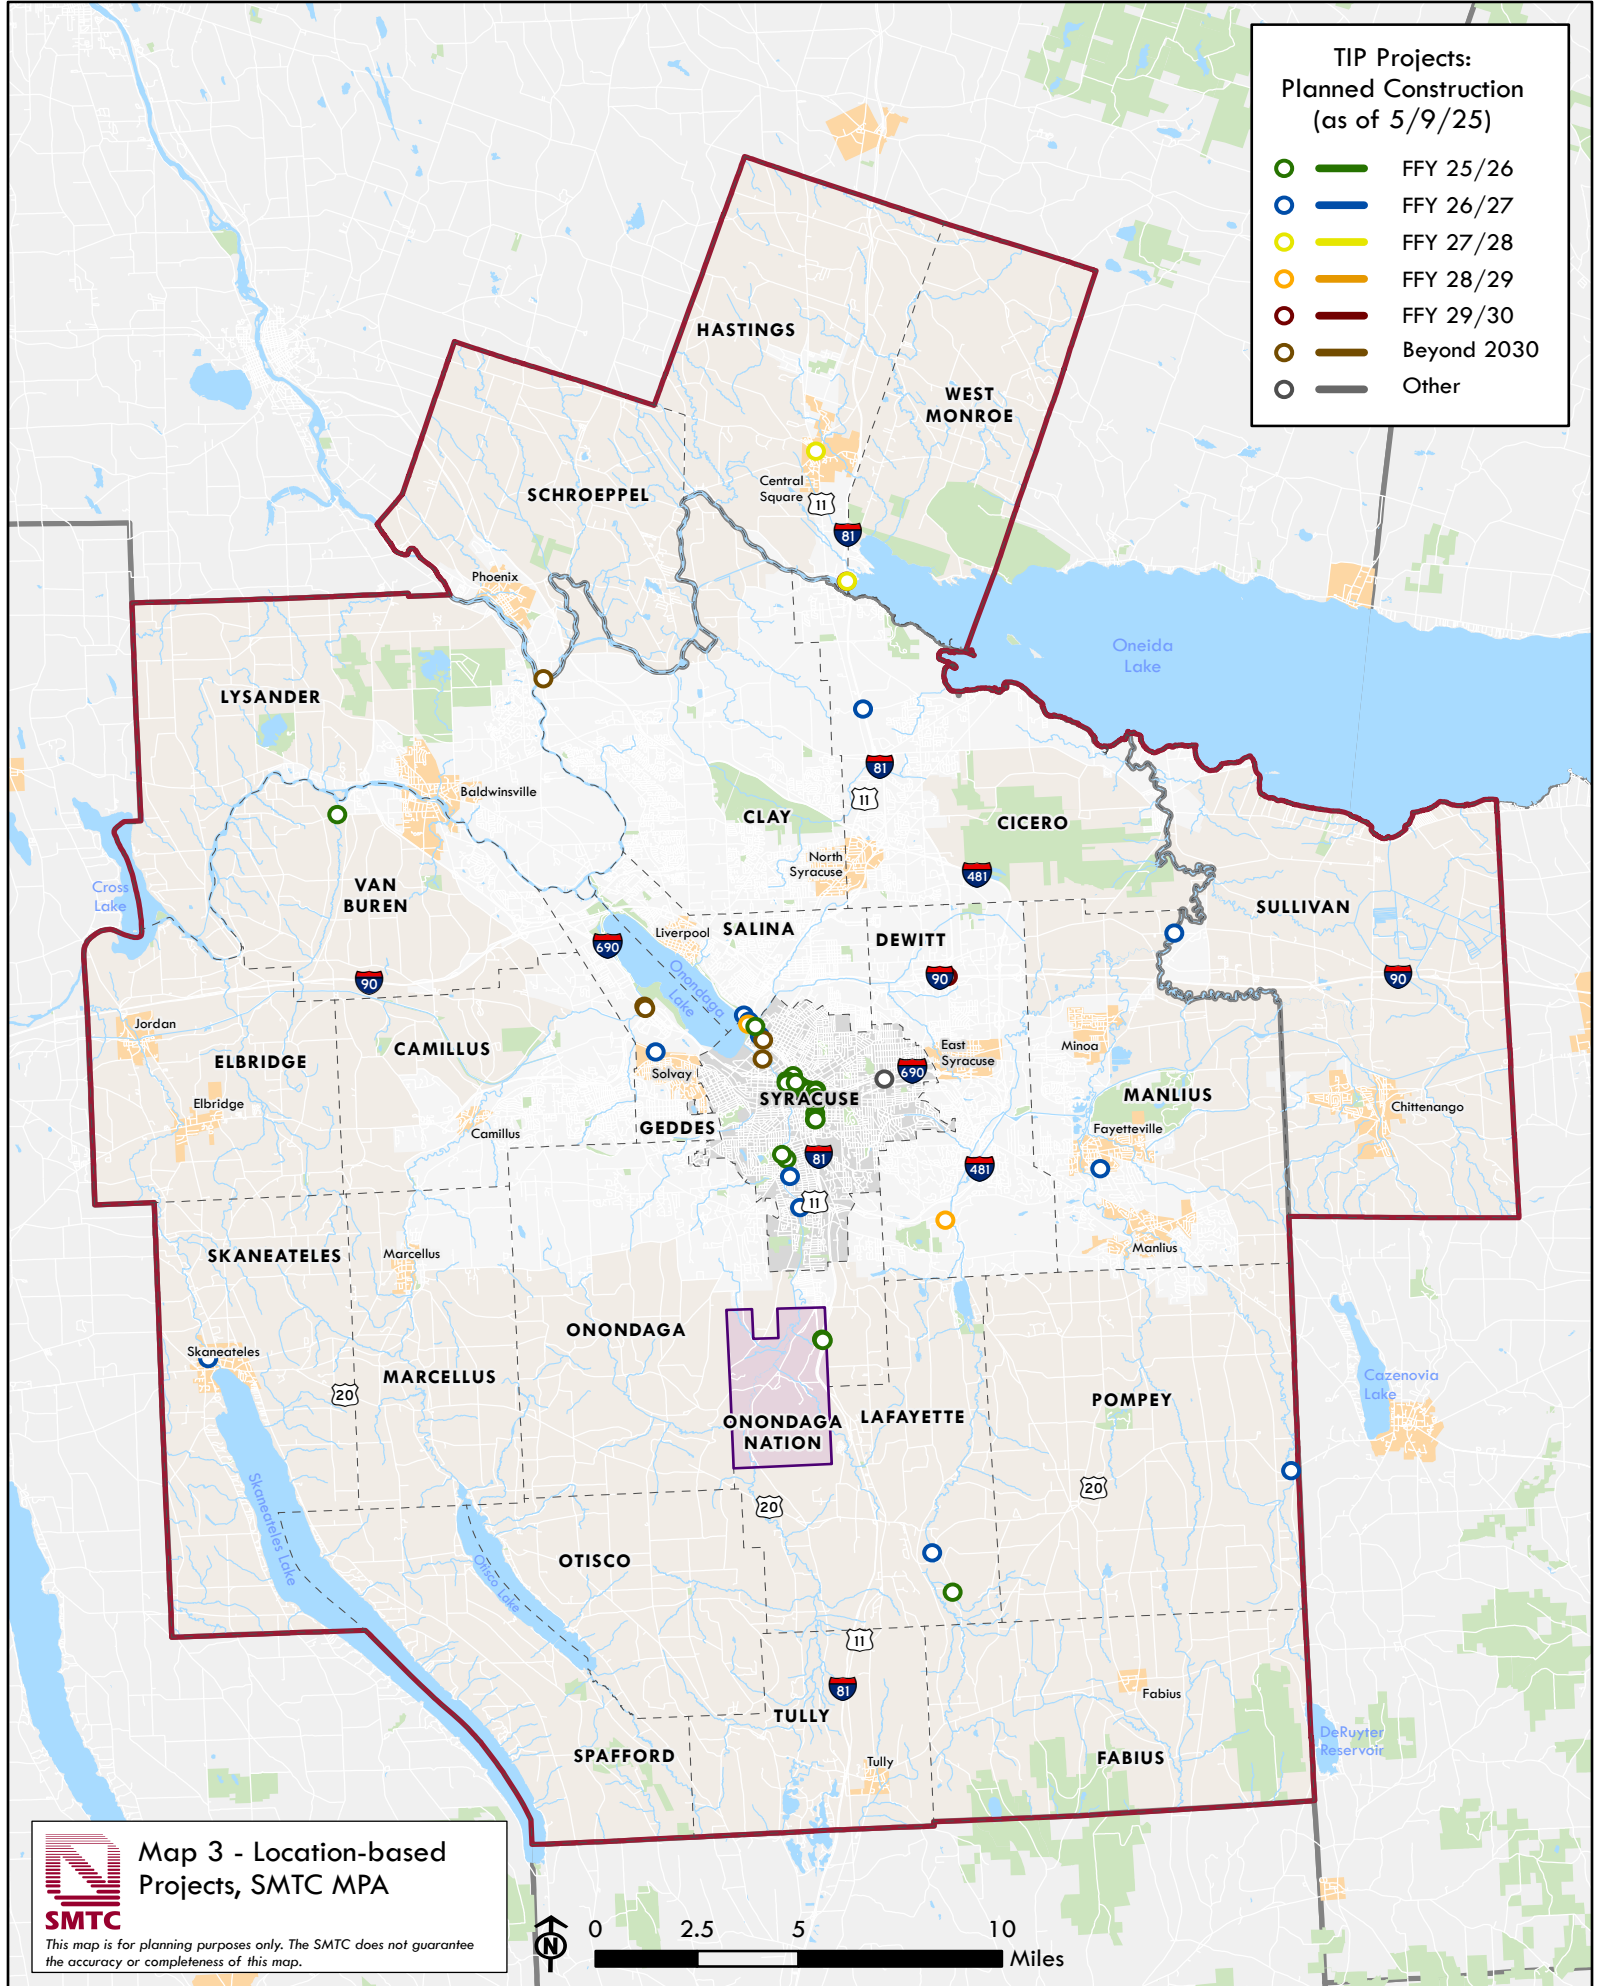 TIP Projects:
Planned Construction
(as of 5/9/25)
FFY 25/26
FFY 26/27
FFY 27/28
FFY 28/29
FFY 29/30
Beyond 2030
Other
HASTINGS
WEST
MONROE
Central
Square
11
81
SCHROEPPEL
Phoenix
Oneida
Lake
LYSANDER
81
11
Baldwinsville
CLAY
CICERO
North
Syracuse
481
Cross
Lake
VAN
BUREN
SULLIVAN
Liverpool
SALINA
DEWITT
690
90
90
90
Onondaga
Lake
Jordan
ELBRIDGE
CAMILLUS
Solvay
East
Syracuse
690
Minoa
MANLIUS
SYRACUSE
Elbridge
Camillus
GEDDES
Chittenango
Fayetteville
81
481
11
SKANEATELES
Marcellus
Manlius
ONONDAGA
Skaneateles
MARCELLUS
20
ONONDAGA
NATION
LAFAYETTE
POMPEY
Cazenovia
Lake
20
20
Skaneateles Lake
Otisco Lake
OTISCO
11
81
Fabius
TULLY
SPAFFORD
Tully
FABIUS
DeRuyter
Reservoir
SMTC
Map 3 - Location-based
Projects, SMTC MPA
This map is for planning purposes only. The SMTC does not guarantee
the accuracy or completeness of this map.
N
0 2.5 5 10
Miles